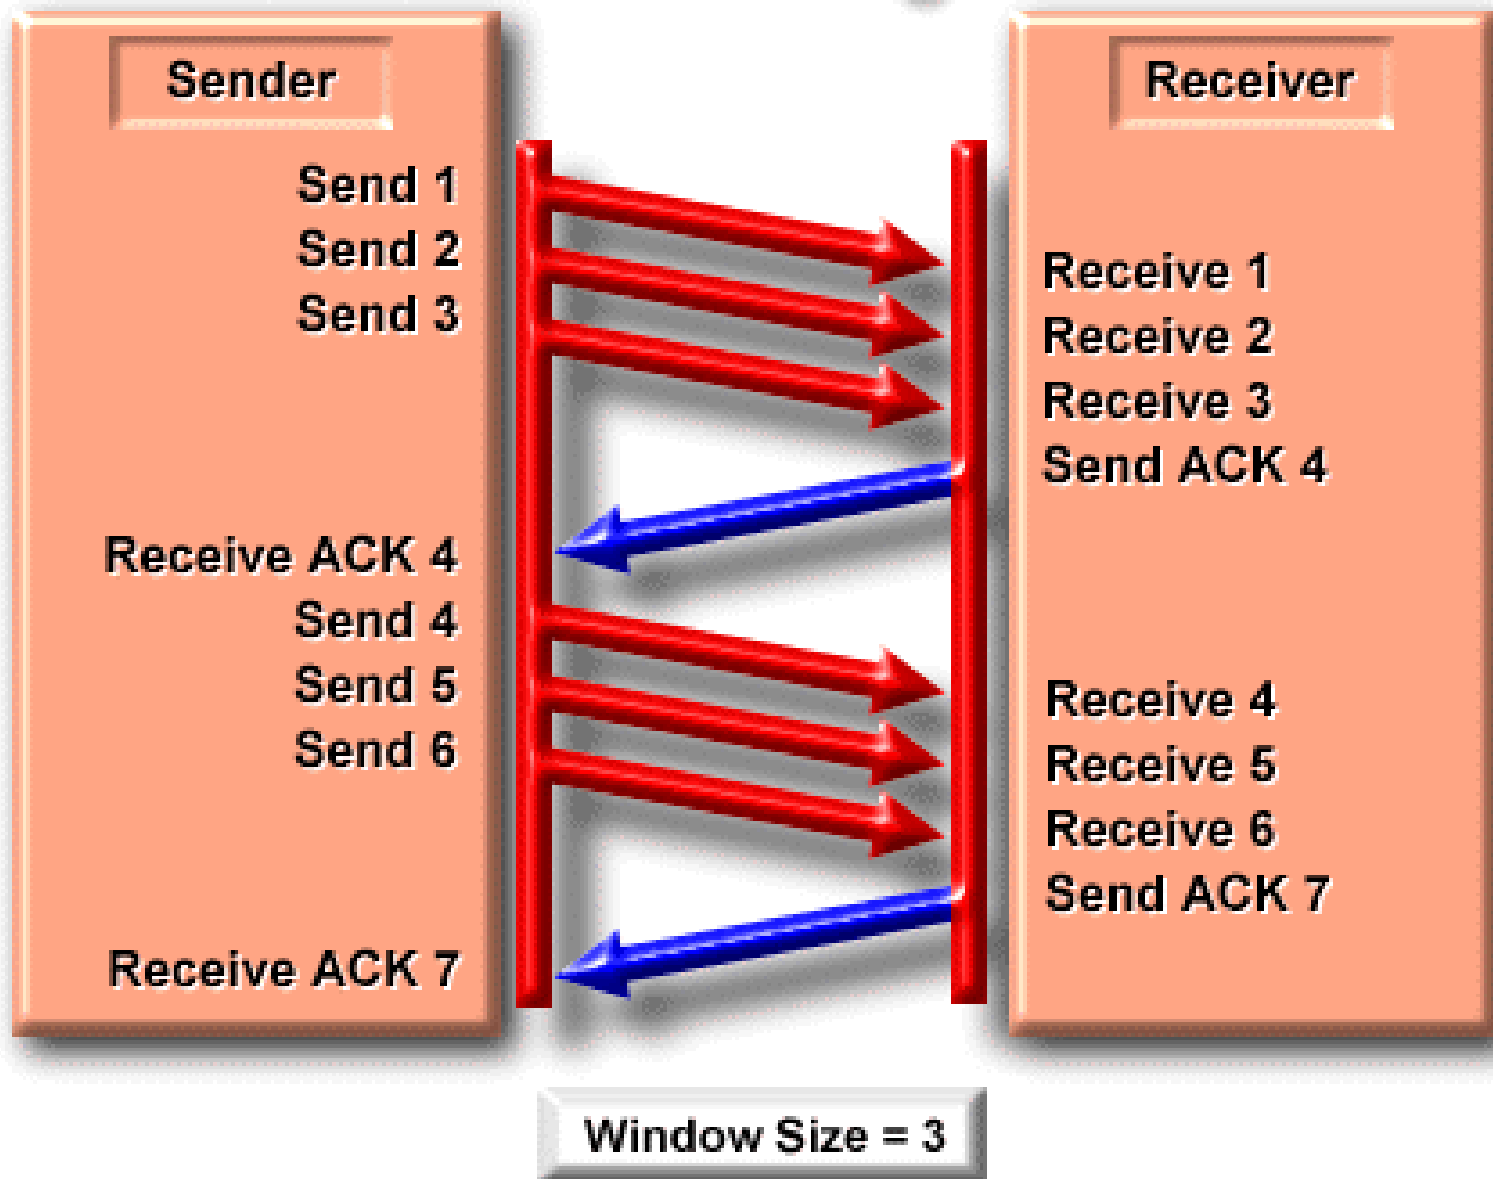 Sender
Send 1
Send 2
Send 3
Receive ACK 4
Send 4
Send 5
Send 6
Receive ACK 7
Receiver
Receive 1
Receive 2
Receive 3
Send ACK 4
Receive 4
Receive 5
Receive 6
Send ACK 7
Window Size = 3